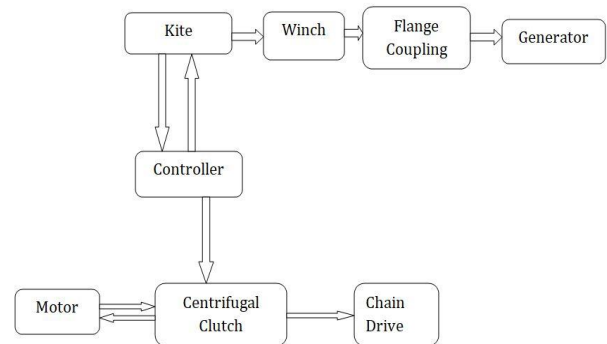 Kite
Winch
Flange
Coupling
Generator
Controller
Motor
Centrifugal
Clutch
Chain
Drive